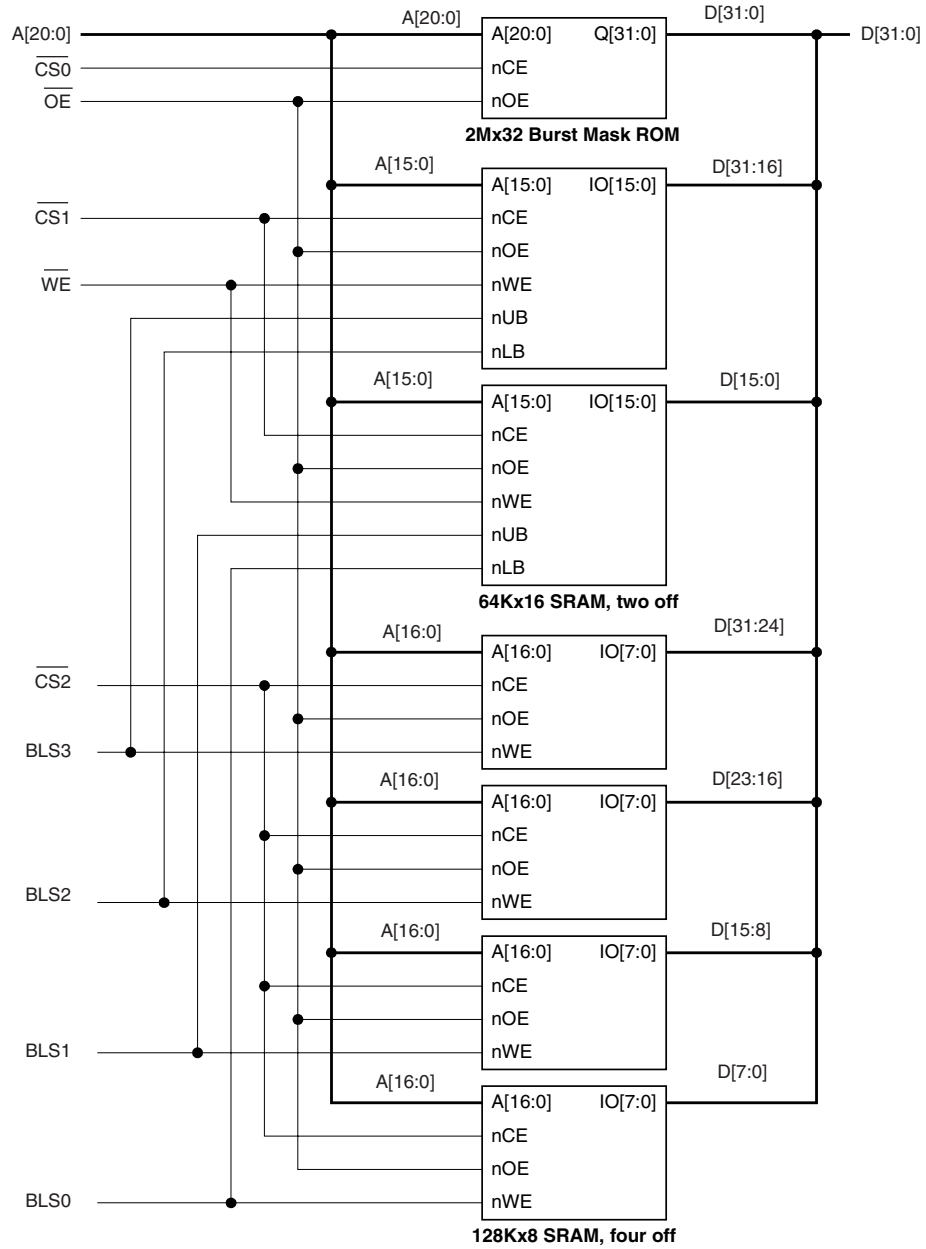 A[20:0] A[20:0] A[20:0] Q[31:0] D[31:0] D[31:0]
CS0 nCE
OE nOE
2Mx32 Burst Mask ROM
A[15:0] A[15:0] IO[15:0] D[31:16]
CS1 nCE
nOE
WE nWE
nUB
nLB
A[15:0] A[15:0] IO[15:0] D[15:0]
nCE
nOE
nWE
nUB
nLB
64Kx16 SRAM, two off
A[16:0] A[16:0] IO[7:0] D[31:24]
CS2 nCE
nOE
BLS3 nWE
A[16:0] A[16:0] IO[7:0] D[23:16]
nCE
nOE
BLS2 nWE
A[16:0] A[16:0] IO[7:0] D[15:8]
nCE
nOE
BLS1 nWE
A[16:0] A[16:0] IO[7:0] D[7:0]
nCE
nOE
BLS0 nWE
128Kx8 SRAM, four off